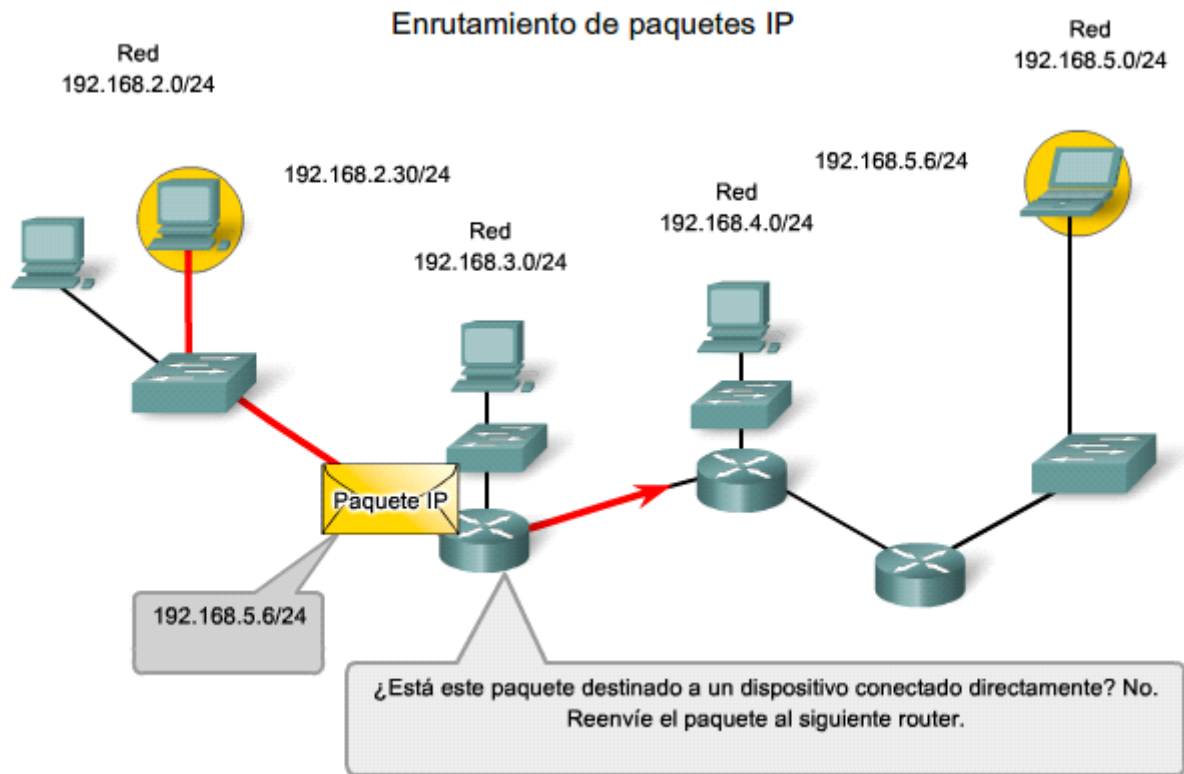 Enrutamiento de paquetes IP
Red
192.168.2.0/24
Red
192.168.5.0/24
192.168.2.30/24
192.168.5.6/24
Red
192.168.3.0/24
Red
192.168.4.0/24
Paquete IP
192.168.5.6/24
¿Está este paquete destinado a un dispositivo conectado directamente? No.
Reenvíe el paquete al siguiente router.